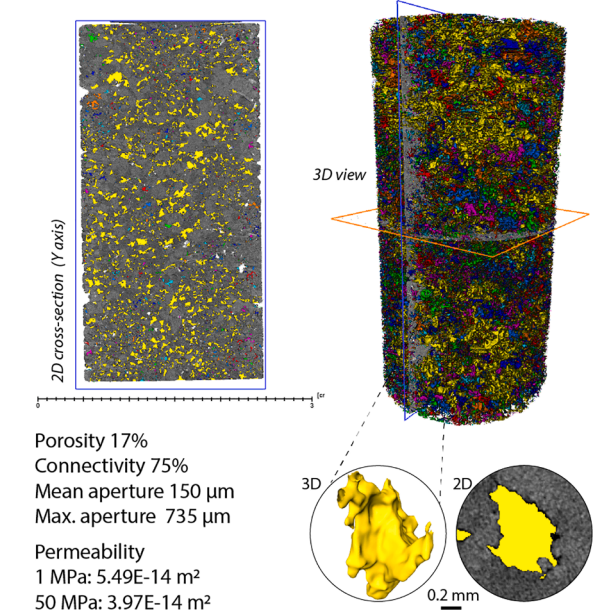 3D view
2D cross-section (Y axis)
0
3
Porosity 17%
Connectivity 75%
Mean aperture 150 µm
Max. aperture 735 µm
Permeability
1 MPa: 5.49E-14 m²
50 MPa: 3.97E-14 m²
3D
2D
0.2 mm